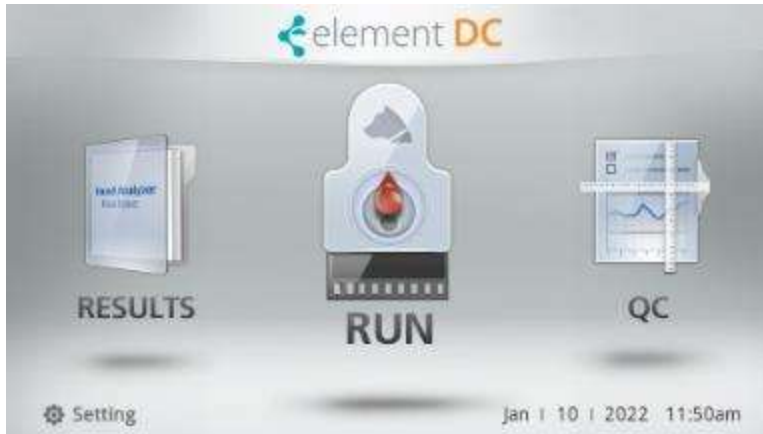 element DC
RESULTS
RUN
QC
Setting
Jan | 10 | 2022 11:50am